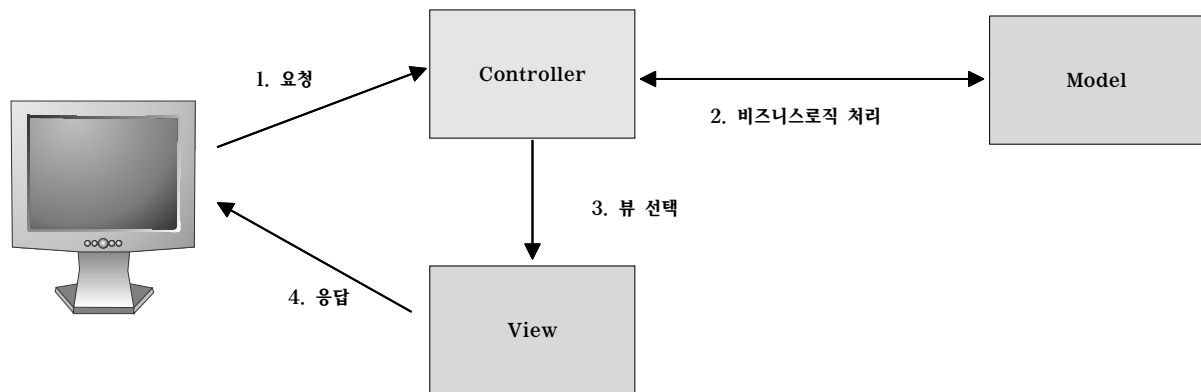 1. 요청
Controller
Model
2. 비즈니스로직 처리
3. 뷰 선택
4. 응답
View